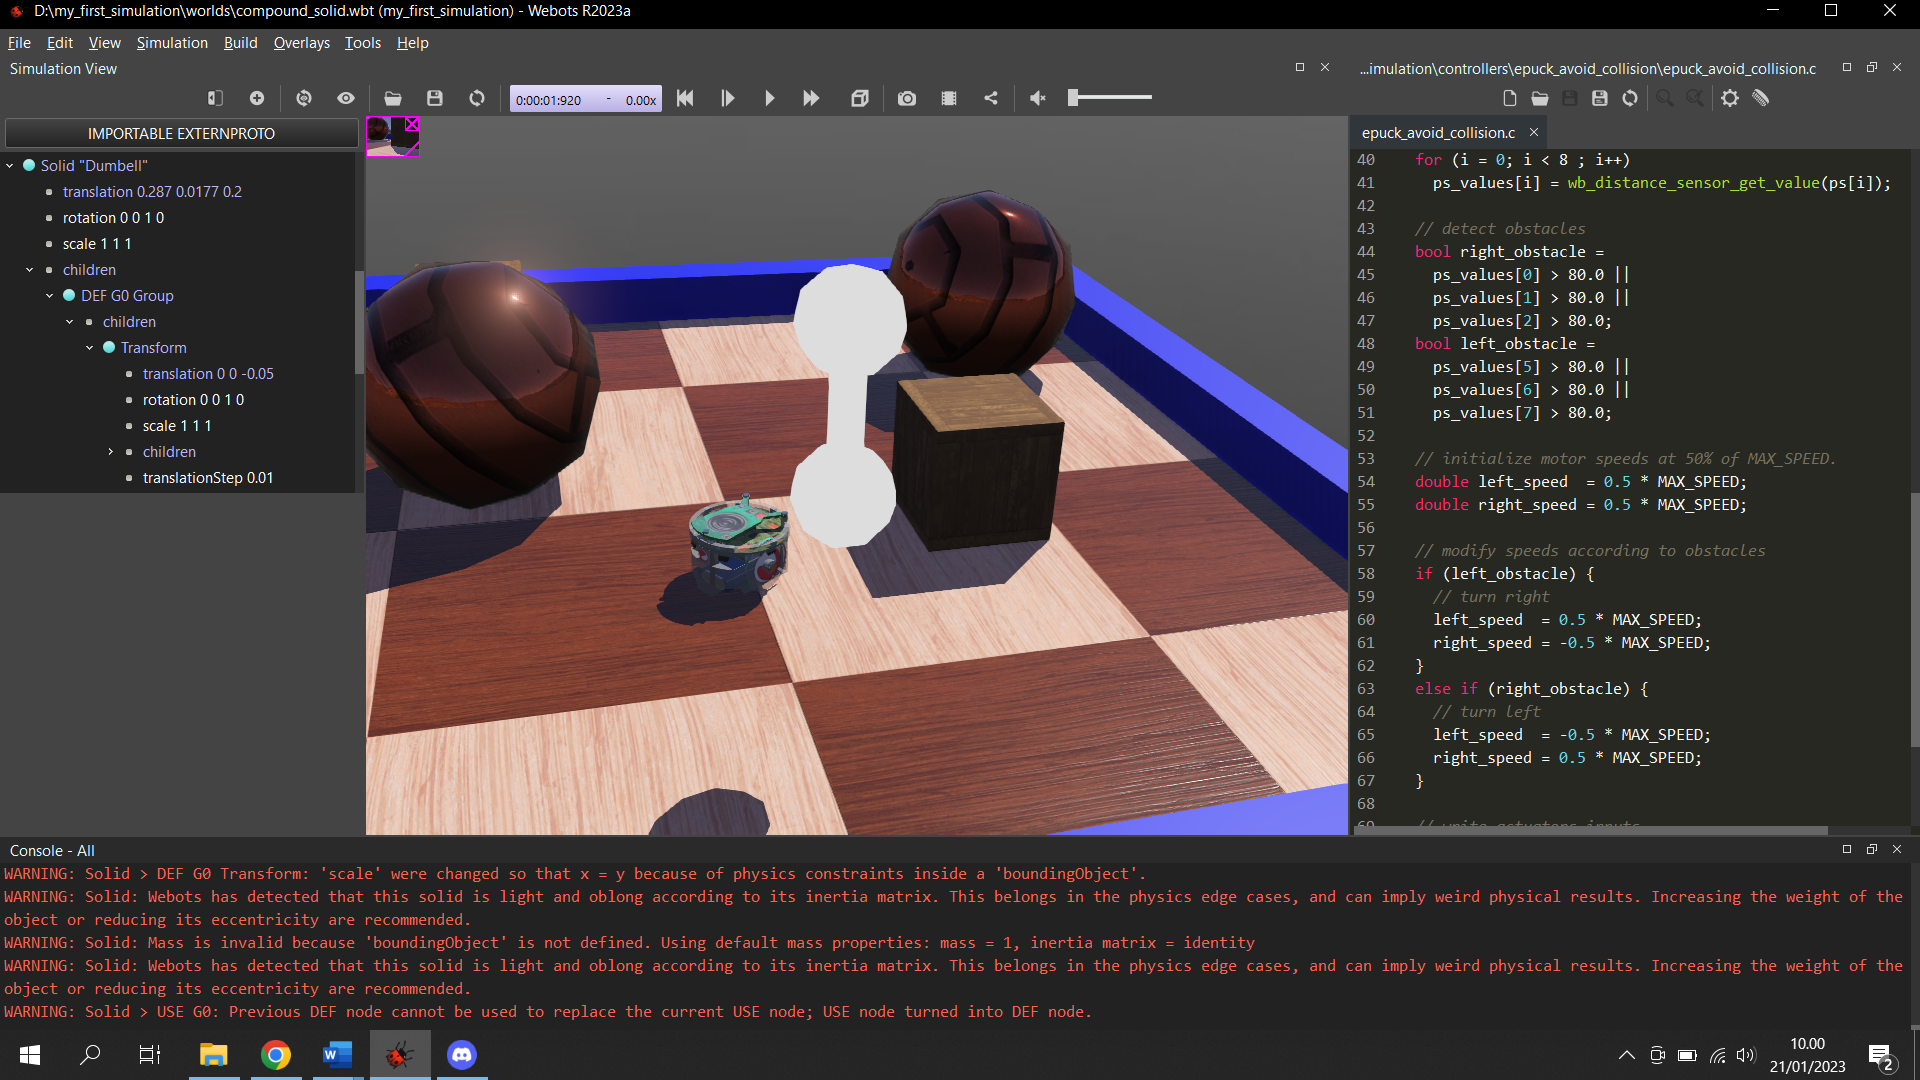 D:\my_first_simulation\worlds\compound_solid.wbt (my_first_simulation) - Webots R2023a
File Edit View Simulation Build Overlays Tools Help
Simulation View
...imulation\controllers\epuck_avoid_collision\epuck_avoid_collision.c
0:00:01:920 - 0.00x
IMPORTABLE EXTERNPROTO
Solid "Dumbell"
translation 0.287 0.0177 0.2
rotation 0 0 1 0
scale 1 1 1
children
DEF G0 Group
children
Transform
translation 0 0 -0.05
rotation 0 0 1 0
scale 1 1 1
children
translationStep 0.01
epuck_avoid_collision.c
40 for (i = 0; i < 8 ; i++)
41 ps_values[i] = wb_distance_sensor_get_value(ps[i]);
42
43 // detect obstacles
44 bool right_obstacle =
45 ps_values[0] > 80.0 ||
46 ps_values[1] > 80.0 ||
47 ps_values[2] > 80.0;
48 bool left_obstacle =
49 ps_values[5] > 80.0 ||
50 ps_values[6] > 80.0 ||
51 ps_values[7] > 80.0;
52
53 // initialize motor speeds at 50% of MAX_SPEED.
54 double left_speed  = 0.5 * MAX_SPEED;
55 double right_speed = 0.5 * MAX_SPEED;
56
57 // modify speeds according to obstacles
58 if (left_obstacle) {
59 // turn right
60 left_speed  = 0.5 * MAX_SPEED;
61 right_speed = -0.5 * MAX_SPEED;
62 }
63 else if (right_obstacle) {
64 // turn left
65 left_speed  = -0.5 * MAX_SPEED;
66 right_speed = 0.5 * MAX_SPEED;
67 }
68
69 // write actuators inputs
Console - All
WARNING: Solid > DEF G0 Transform: 'scale' were changed so that x = y because of physics constraints inside a 'boundingObject'.
WARNING: Solid: Webots has detected that this solid is light and oblong according to its inertia matrix. This belongs in the physics edge cases, and can imply weird physical results. Increasing the weight of the
object or reducing its eccentricity are recommended.
WARNING: Solid: Mass is invalid because 'boundingObject' is not defined. Using default mass properties: mass = 1, inertia matrix = identity
WARNING: Solid: Webots has detected that this solid is light and oblong according to its inertia matrix. This belongs in the physics edge cases, and can imply weird physical results. Increasing the weight of the
object or reducing its eccentricity are recommended.
WARNING: Solid > USE G0: Previous DEF node cannot be used to replace the current USE node; USE node turned into DEF node.
W
10.00
21/01/2023
2